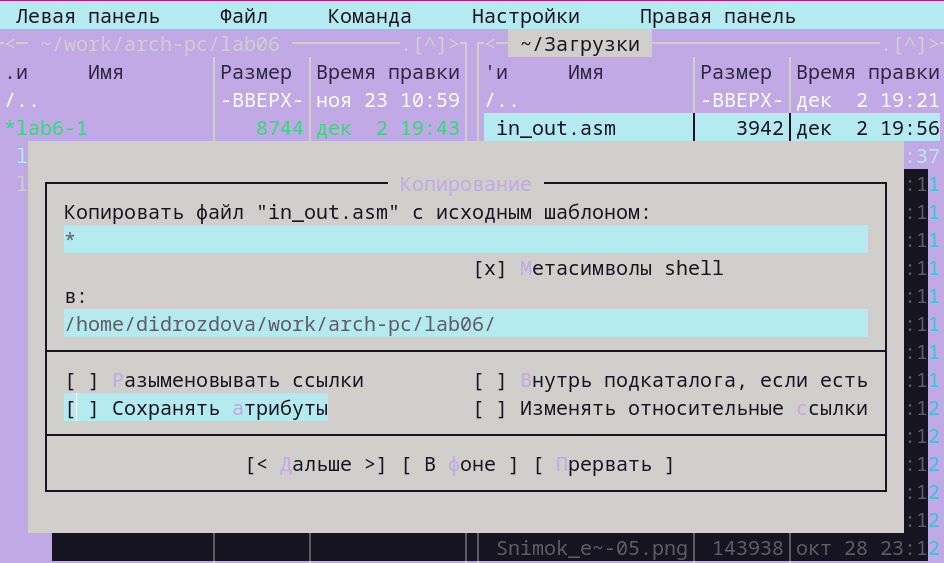 Левая панель Файл Команда Настройки Правая панель
<─ ~/work/arch-pc/lab06 ─.[^]>┐ ┌<─ ~/Загрузки ─.[^]>
.и Имя Размер Время правки 'и Имя Размер Время правки
/.. -ВВЕРХ- ноя 23 10:59 /.. -ВВЕРХ- дек 2 19:21
*lab6-1 8744 дек 2 19:43 in_out.asm 3942 дек 2 19:56
l :37
Копирование :11
l
Копировать файл "in_out.asm" с исходным шаблоном: :11
* :11
[x] Метасимволы shell :11
в: :11
/home/didrozdova/work/arch-pc/lab06/ :11
:11
[ ] Разыменовывать ссылки [ ] Внутрь подкаталога, если есть :11
[ ] Сохранять атрибуты [ ] Изменять относительные ссылки :12
:12
[< Дальше >] [ В фоне ] [ Прервать ] :12
:12
:12
Snimok_e~-05.png 143938 окт 28 23:12